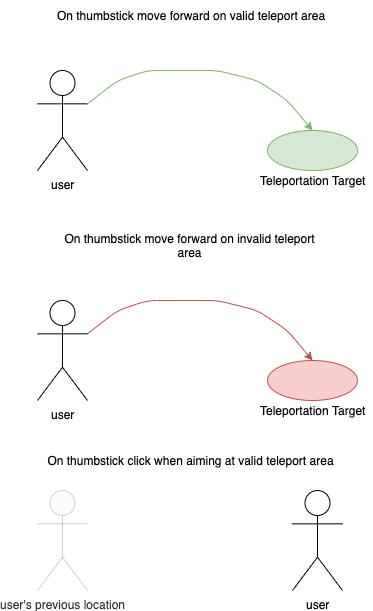 On thumbstick move forward on valid teleport area
user
Teleportation Target
On thumbstick move forward on invalid teleport
area
user
Teleportation Target
On thumbstick click when aiming at valid teleport area
user's previous location
user